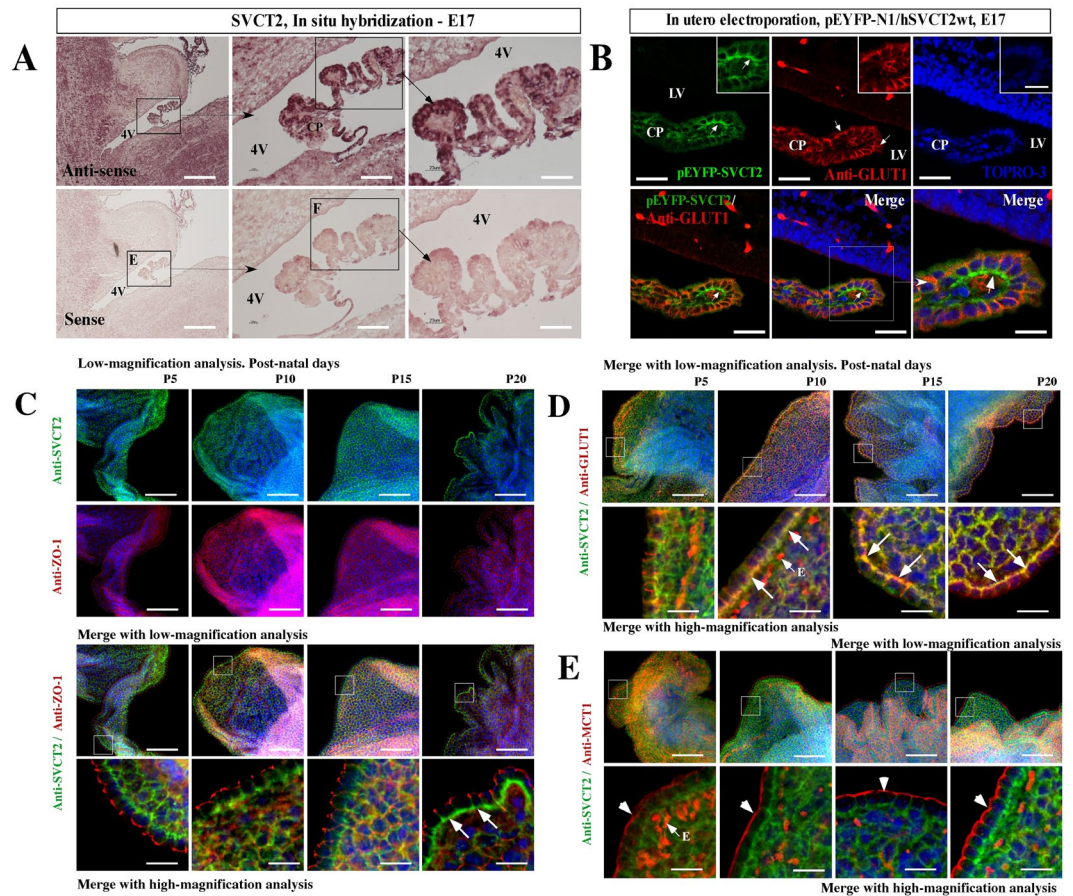 SVCT2, In situ hybridization - E17
A
4V
Anti-sense
4V
CP
4V
4V
E
4V
Sense
F
4V
4V
In utero electroporation, pEYFP-N1/hSVCT2wt, E17
B
LV
CP
pEYFP-SVCT2
LV
CP
LV
Anti-GLUT1
CP
LV
TOPRO-3
pEYFP-SVCT2/
Anti-GLUT1
Merge
Merge
Low-magnification analysis. Post-natal days
C
P5
P10
P15
P20
Anti-SVCT2
Anti-ZO-1
Merge with low-magnification analysis
Anti-SVCT2 / Anti-ZO-1
Merge with high-magnification analysis
Merge with low-magnification analysis. Post-natal days
D
P5
P10
P15
P20
Anti-SVCT2 / Anti-GLUT1
E
Merge with high-magnification analysis
Merge with low-magnification analysis
E
Anti-SVCT2 / Anti-MCT1
E
Merge with high-magnification analysis